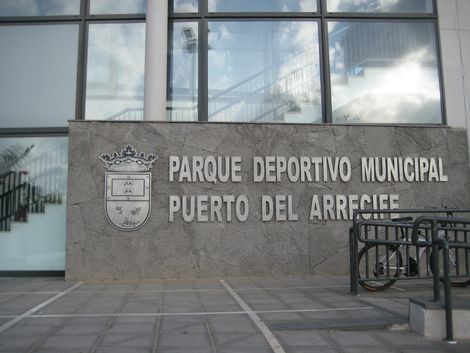 PARQUE DEPORTIVO MUNICIPAL
PUERTO DEL ARRECIFE